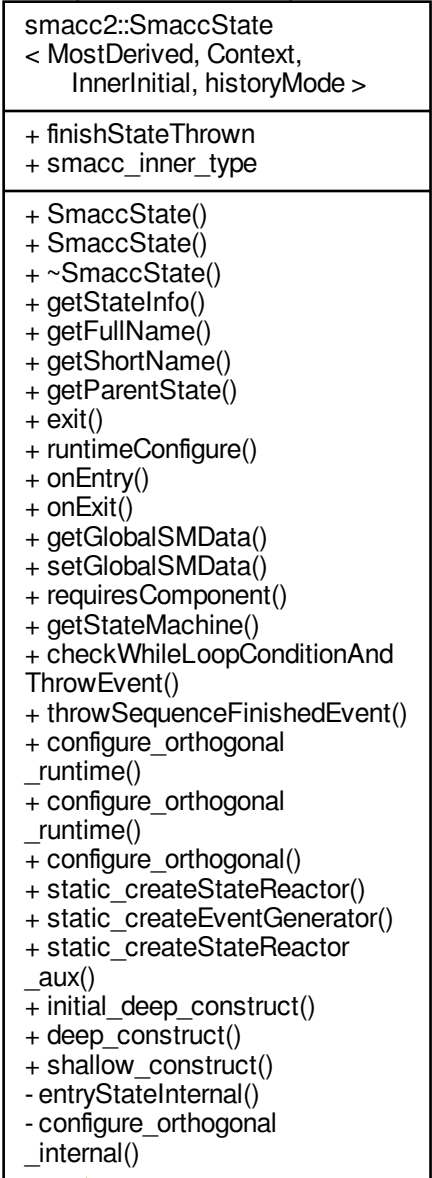 smacc2::SmaccState
< MostDerived, Context,
InnerInitial, historyMode >
+ finishStateThrown
+ smacc_inner_type
+ SmaccState()
+ SmaccState()
+ ~SmaccState()
+ getStateInfo()
+ getFullName()
+ getShortName()
+ getParentState()
+ exit()
+ runtimeConfigure()
+ onEntry()
+ onExit()
+ getGlobalSMData()
+ setGlobalSMData()
+ requiresComponent()
+ getStateMachine()
+ checkWhileLoopConditionAnd
ThrowEvent()
+ throwSequenceFinishedEvent()
+ configure_orthogonal
_runtime()
+ configure_orthogonal
_runtime()
+ configure_orthogonal()
+ static_createStateReactor()
+ static_createEventGenerator()
+ static_createStateReactor
_aux()
+ initial_deep_construct()
+ deep_construct()
+ shallow_construct()
- entryStateInternal()
- configure_orthogonal
_internal()